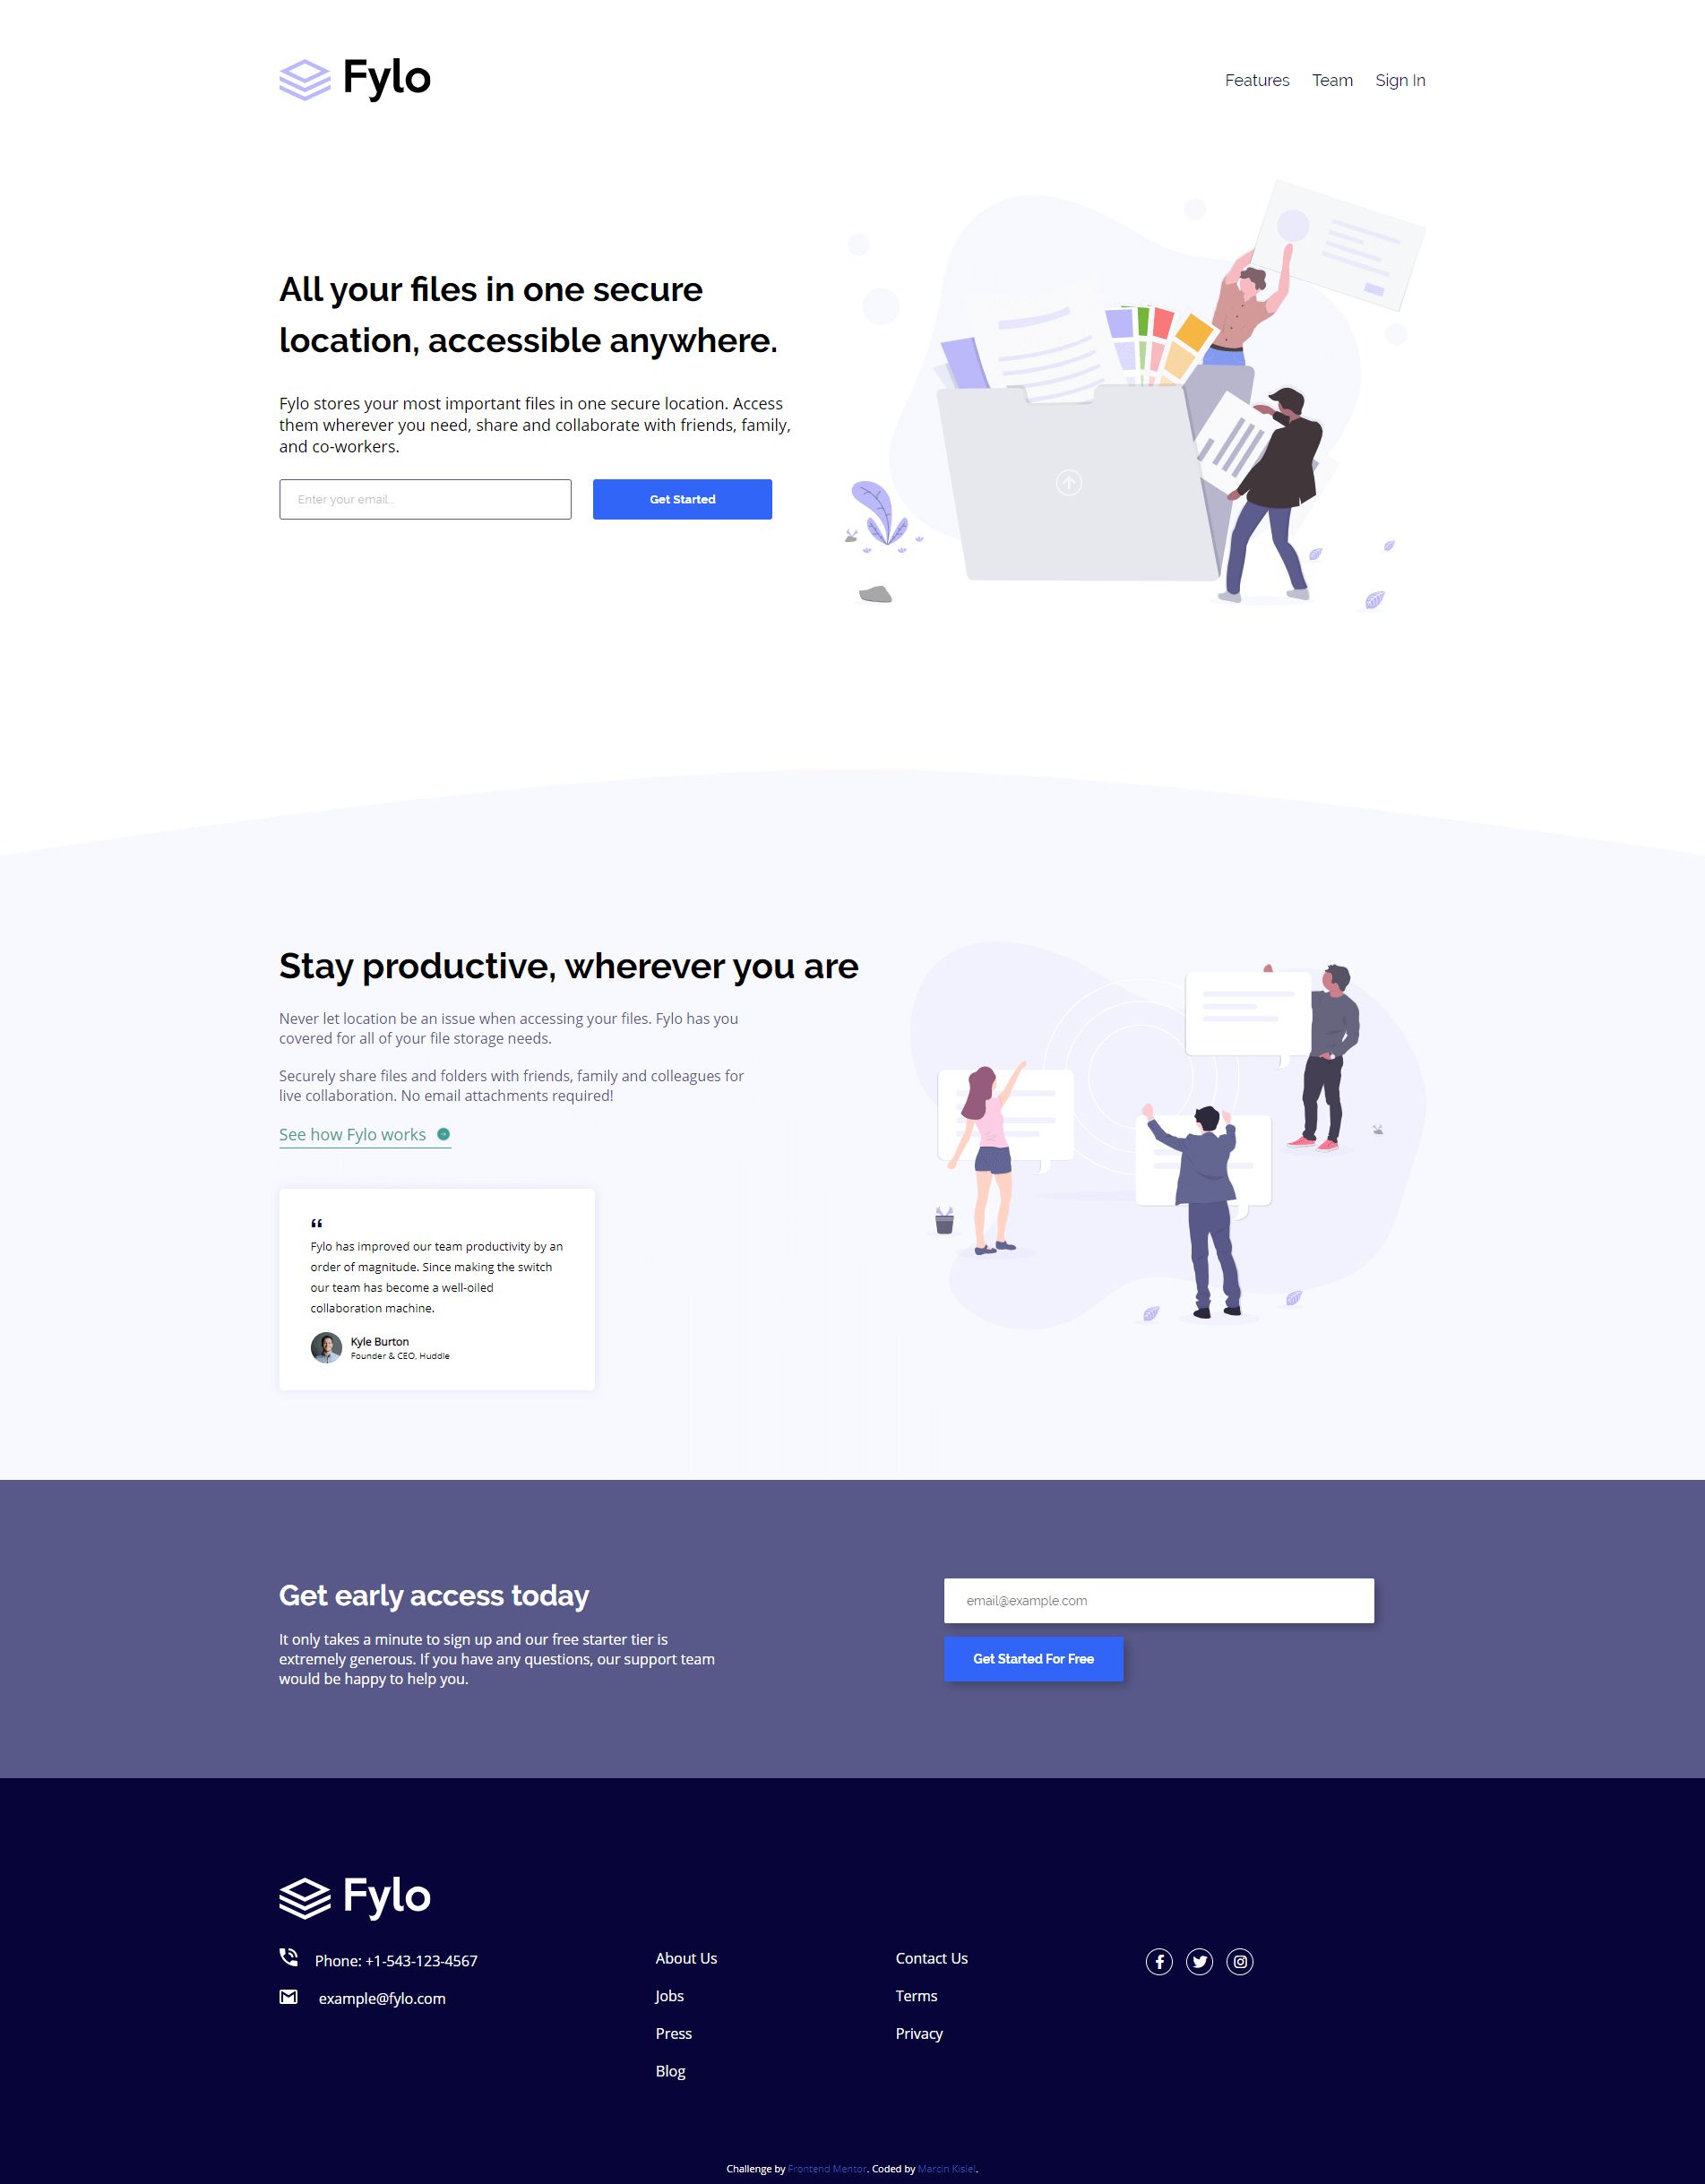 Fylo
Features Team Sign In
All your files in one secure
location, accessible anywhere.
Fylo stores your most important files in one secure location. Access
them wherever you need, share and collaborate with friends, family,
and co-workers.
Enter your email...
Get Started
Stay productive, wherever you are
Never let location be an issue when accessing your files. Fylo has you
covered for all of your file storage needs.
Securely share files and folders with friends, family and colleagues for
live collaboration. No email attachments required!
See how Fylo works
“
Fylo has improved our team productivity by an
order of magnitude. Since making the switch
our team has become a well-oiled
collaboration machine.
Kyle Burton
Founder & CEO, Huddle
Get early access today
It only takes a minute to sign up and our free starter tier is
extremely generous. If you have any questions, our support team
would be happy to help you.
email@example.com
Get Started For Free
Fylo
Phone: +1-543-123-4567
example@fylo.com
About Us
Jobs
Press
Blog
Contact Us
Terms
Privacy
Challenge by Frontend Mentor. Coded by Marcin Kisiel.